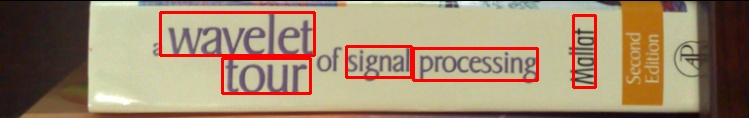 a wavelet
tour of signal processing
Mallat
Second
Edition